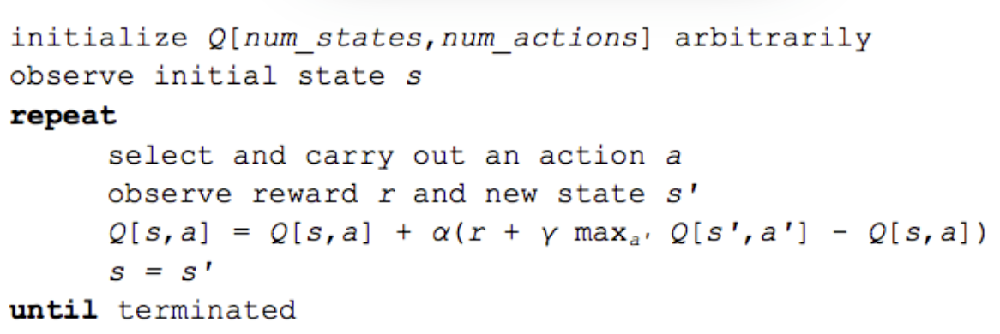 initialize Q[num_states,num_actions] arbitrarily
observe initial state s
repeat
select and carry out an action a
observe reward r and new state s'
Q[s,a] = Q[s,a] + α(r + γ maxₐ' Q[s',a'] - Q[s,a])
s = s'
until terminated